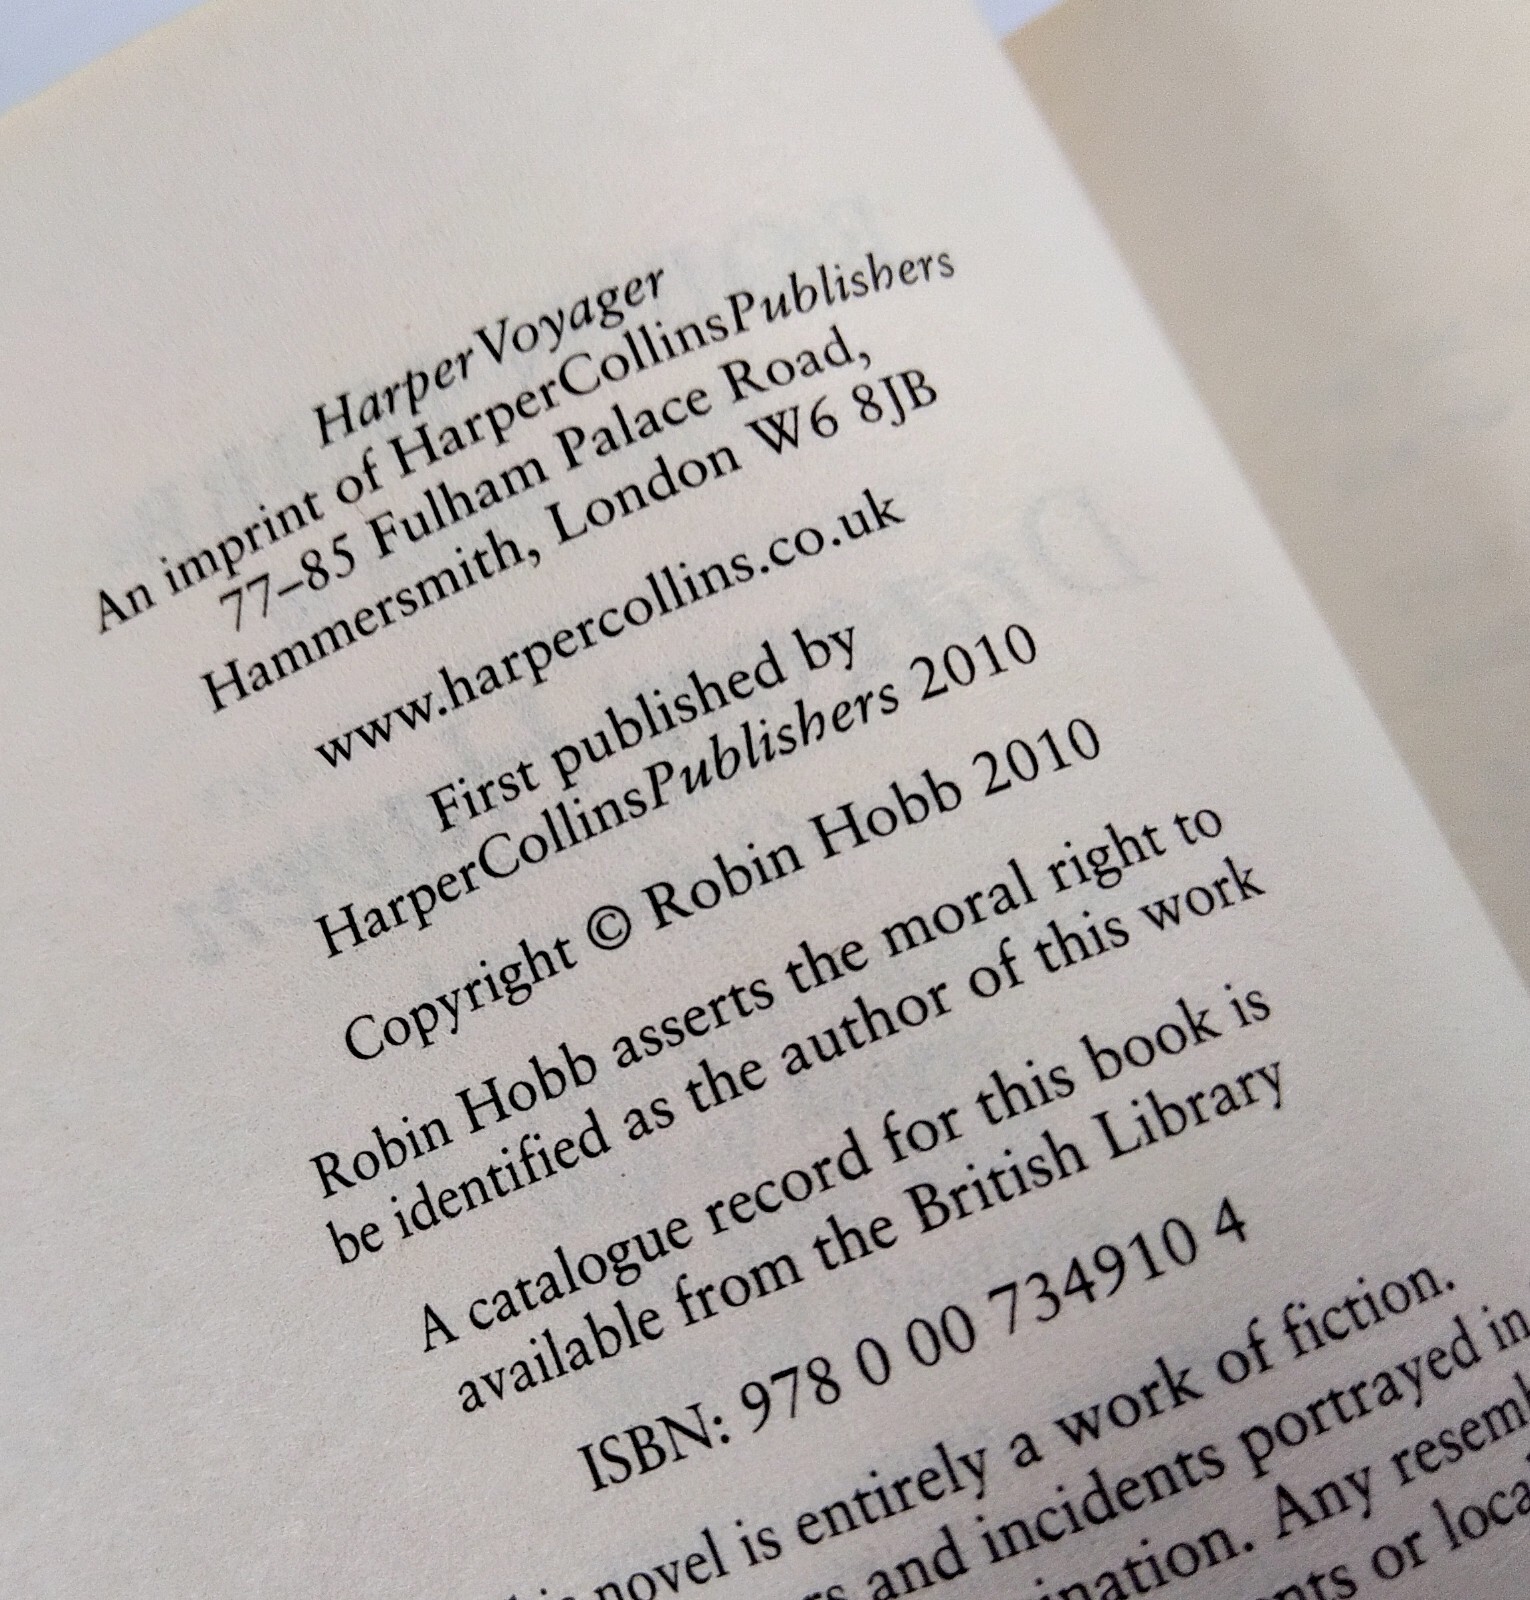 HarperVoyager
An imprint of HarperCollinsPublishers
77–85 Fulham Palace Road,
Hammersmith, London W6 8JB
www.harpercollins.co.uk
First published by
HarperCollinsPublishers 2010
Copyright © Robin Hobb 2010
Robin Hobb asserts the moral right to
be identified as the author of this work
A catalogue record for this book is
available from the British Library
ISBN: 978 0 00 734910 4
novel is entirely a work of fiction.
and incidents portrayed in
Any
or